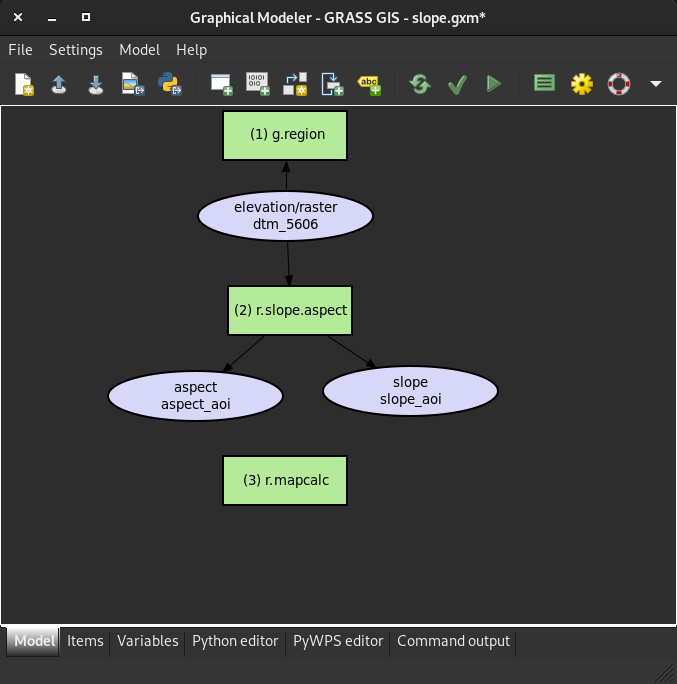 Graphical Modeler - GRASS GIS - slope.gxm*
File Settings Model Help
(1) g.region
elevation/raster
dtm_5606
(2) r.slope.aspect
aspect
aspect_aoi
slope
slope_aoi
(3) r.mapcalc
Model Items Variables Python editor PyWPS editor Command output